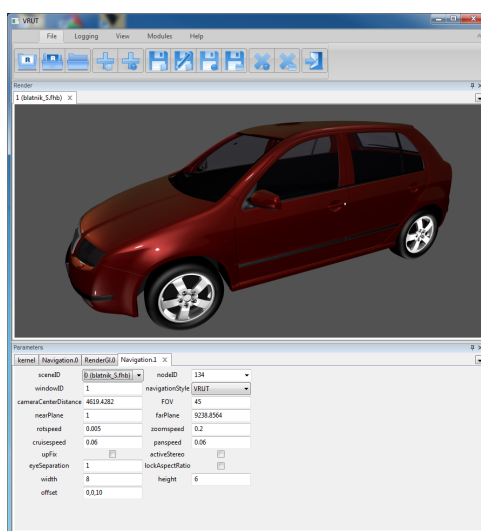 VRUT
File Logging View Modules Help
Render
1 (blatnik_S.fhb) X
Parameters
kernel Navigation.0 RenderGl.0 Navigation.1 X
sceneID 0 (blatnik_S.fhb) nodeID 134
windowID 1 navigationStyle VRUT
cameraCenterDistance 4619.4282 FOV 45
nearPlane 1 farPlane 9238.8564
rotspeed 0.005 zoomspeed 0.2
cruisespeed 0.06 panspeed 0.06
upFix activeStereo
eyeSeparation 1 lockAspectRatio
width 8 height 6
offset 0,0,10